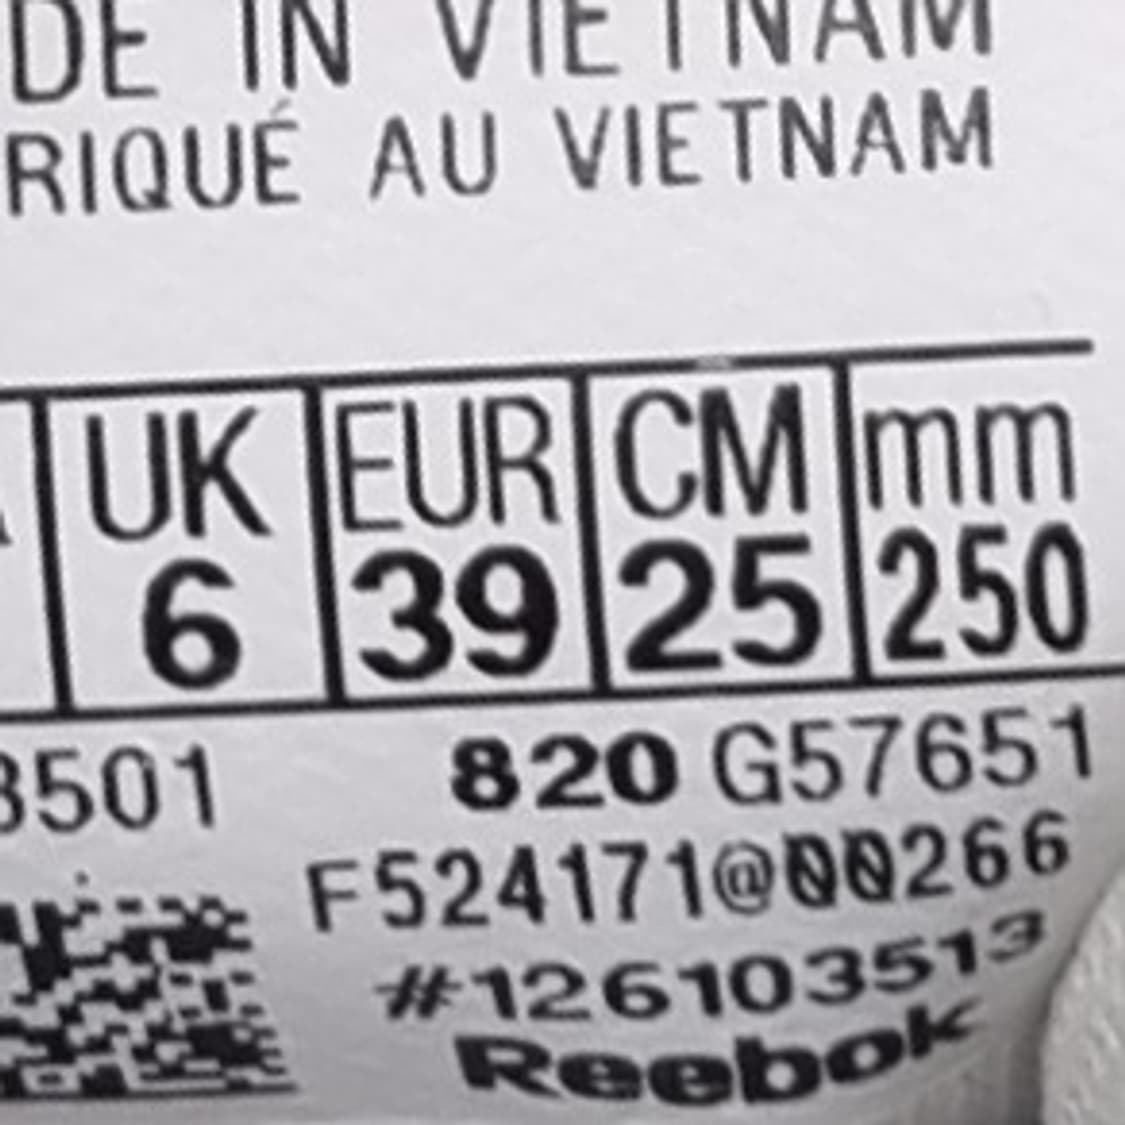 DE IN VIETNAM
RIQUÉ AU VIETNAM
UK EUR CM mm
6 39 25 250
3501 820 G57651
F524171@00266
#126103513
Reebok